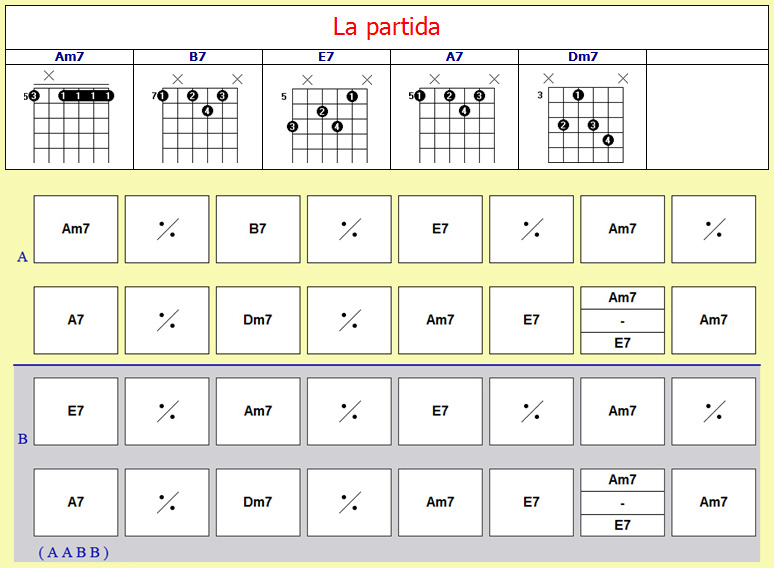 La partida
Am7 B7 E7 A7 Dm7
5 3 1 1 1 1
7 1 2 3 4
5 1 2 3 4
5 1 2 3 4
3 1 2 3 4
A
Am7 ٪ B7 ٪ E7 ٪ Am7 ٪
A7 ٪ Dm7 ٪ Am7 E7 Am7 - E7 Am7
B
E7 ٪ Am7 ٪ E7 ٪ Am7 ٪
A7 ٪ Dm7 ٪ Am7 E7 Am7 - E7 Am7
( A A B B )